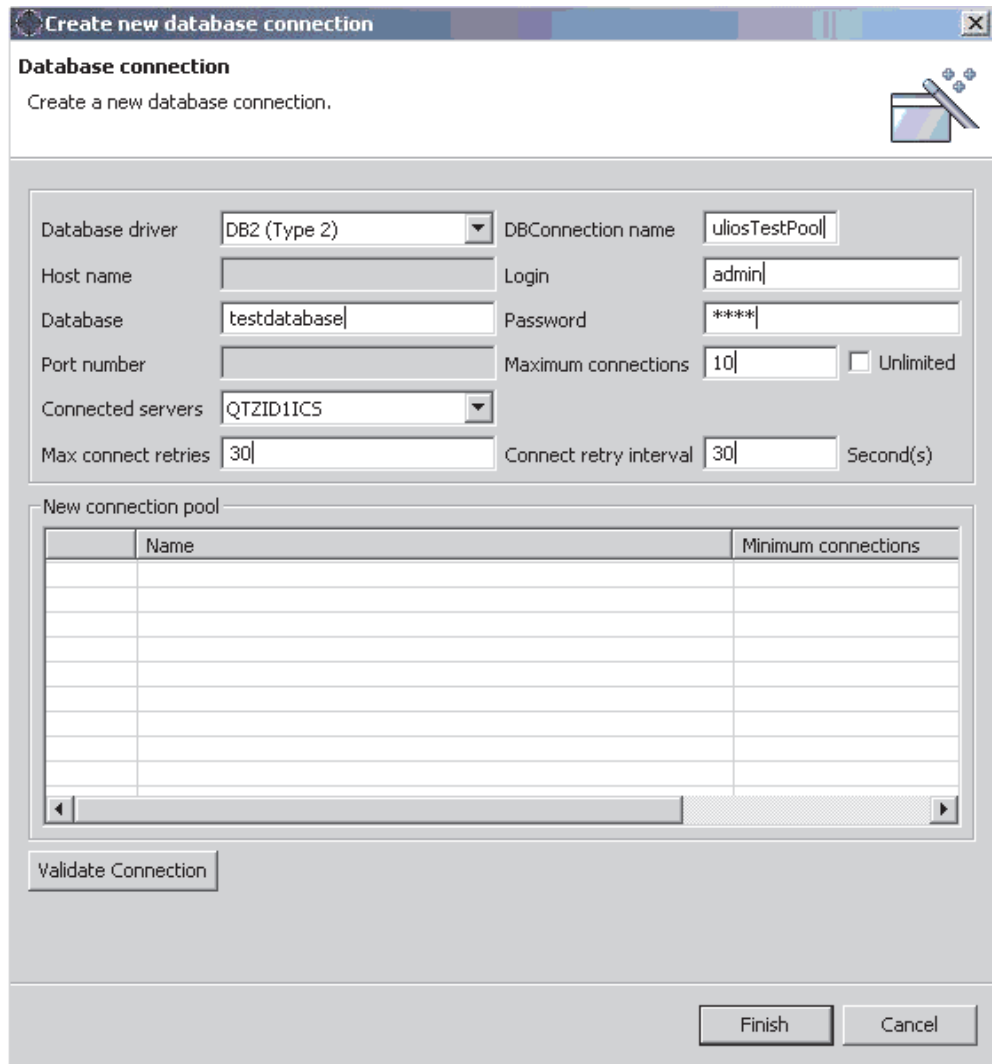 Create new database connection
Database connection
Create a new database connection.
Database driver DB2 (Type 2) DBConnection name uliosTestPool
Host name Login admin
Database testdatabase Password ****
Port number Maximum connections 10 Unlimited
Connected servers QTZID1ICS
Max connect retries 30 Connect retry interval 30 Second(s)
New connection pool
Name Minimum connections
Validate Connection
Finish Cancel